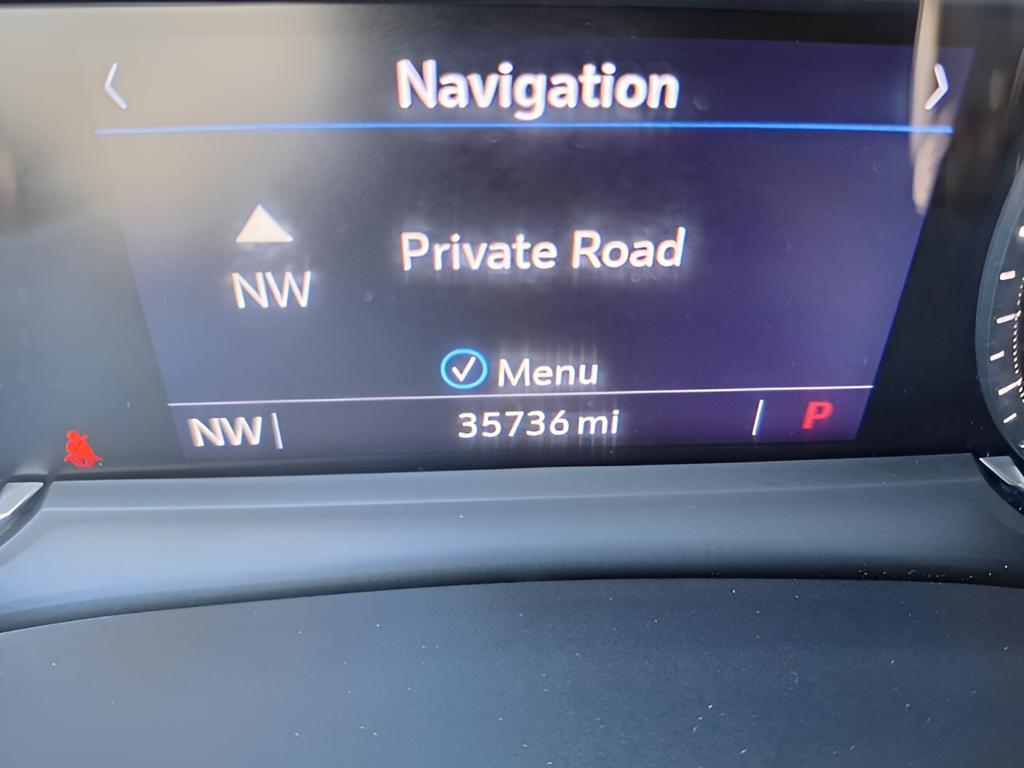 Navigation
NW
Private Road
Menu
NW
35736 mi
P